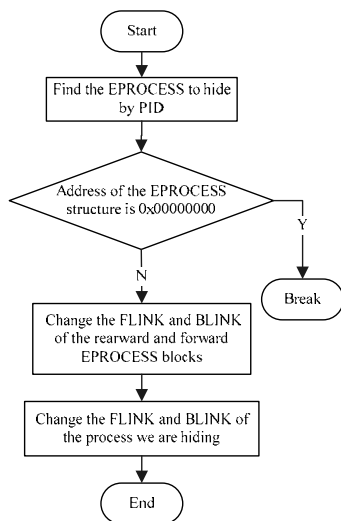 Start
Find the EPROCESS to hide
by PID
Address of the EPROCESS
structure is 0x00000000
Y
N
Break
Change the FLINK and BLINK
of the rearward and forward
EPROCESS blocks
Change the FLINK and BLINK of
the process we are hiding
End